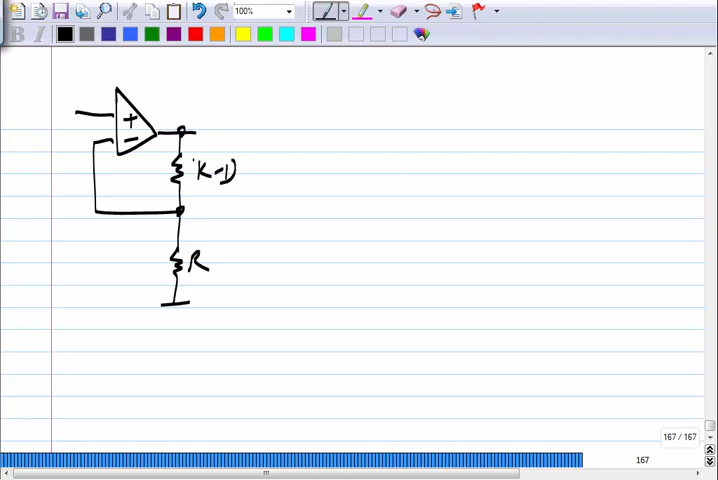 100%
B I
+
-
K-1)
R
167 / 167
167